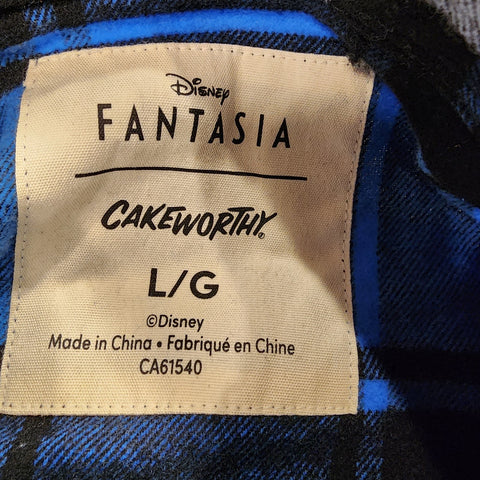 Disney
FANTASIA
CAKEWORTHY.
L/G
©Disney
Made in China • Fabriqué en Chine
CA61540